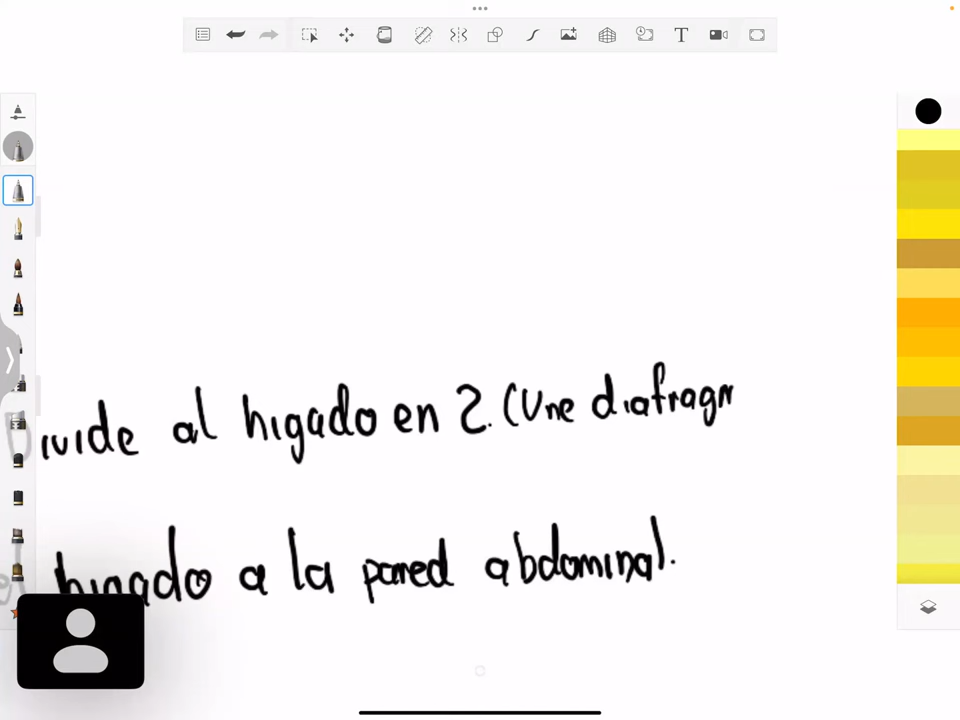 ivide al higado en 2. (Une diafragm
higado a la pared abdominal.
T